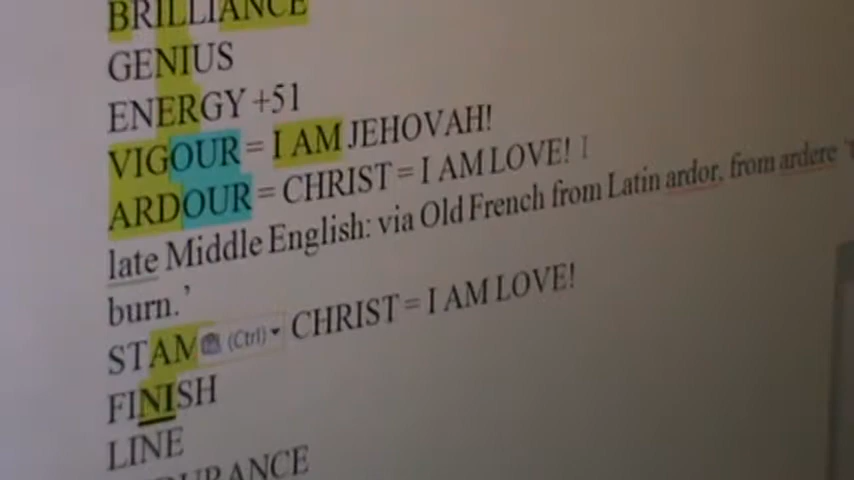 BRILLIANCE
GENIUS
ENERGY +51
VIGOUR = I AM JEHOVAH!
ARDOUR = CHRIST = I AM LOVE!
late Middle English: via Old French from Latin ardor, from ardere
burn.’
STAM (Ctrl) CHRIST = I AM LOVE!
FINISH
LINE